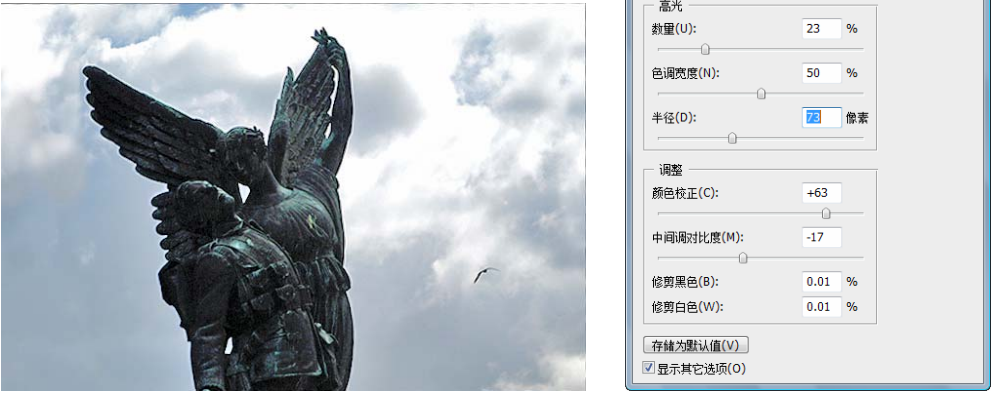 高光
数量(U): 23 %
色调宽度(N): 50 %
半径(D): 73 像素
调整
颜色校正(C): +63
中间调对比度(M): -17
修剪黑色(B): 0.01 %
修剪白色(W): 0.01 %
存储为默认值(V)
显示其它选项(O)